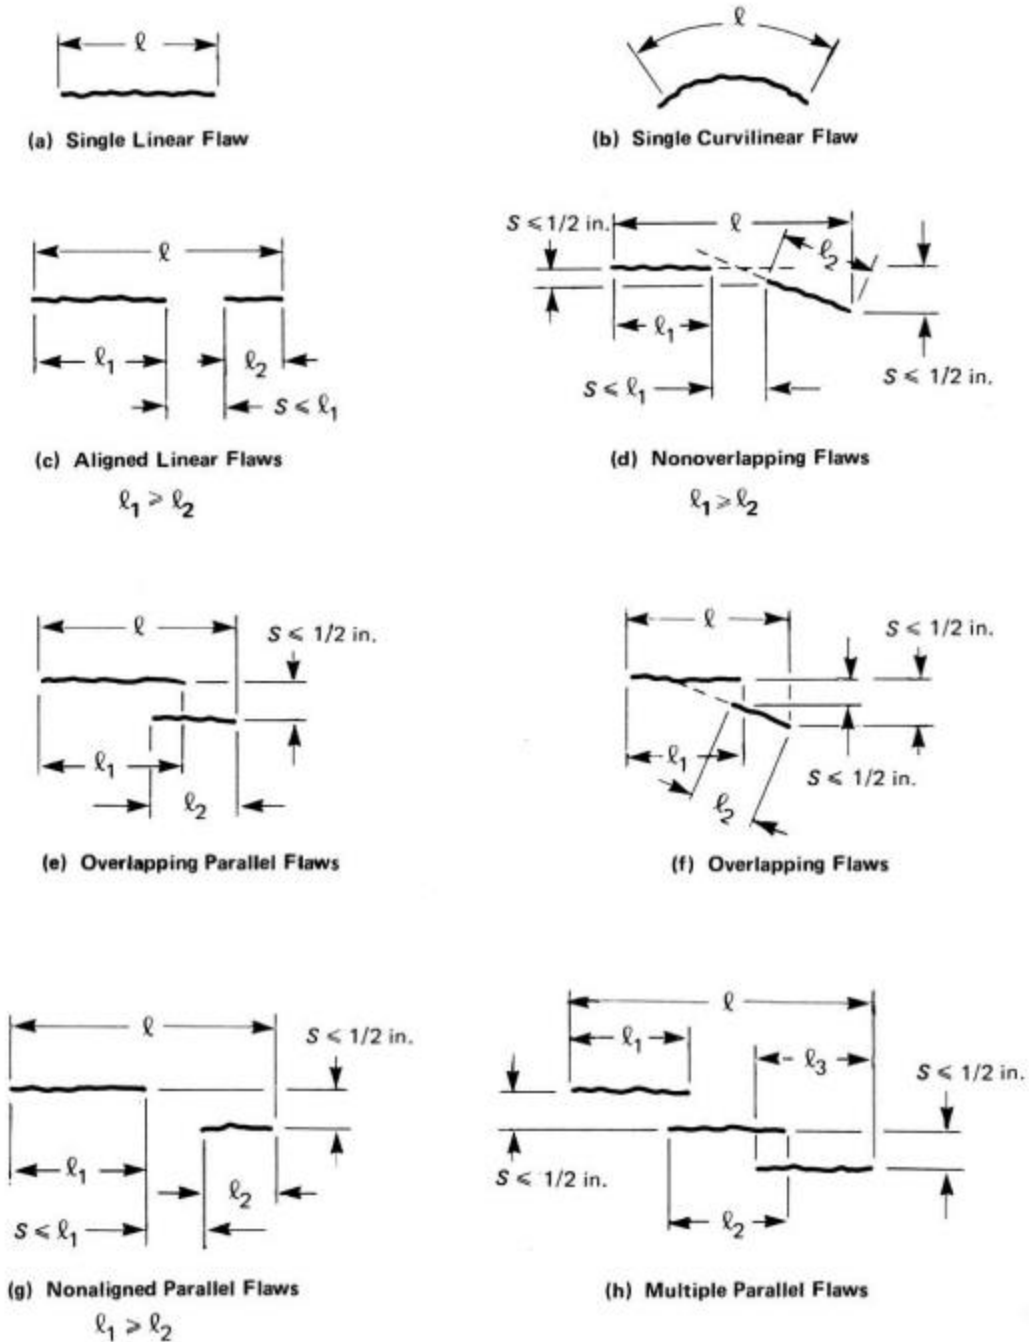 ℓ
(a) Single Linear Flaw
ℓ
(b) Single Curvilinear Flaw
ℓ
ℓ1
ℓ2
S ⩽ ℓ1
(c) Aligned Linear Flaws
ℓ1 ⩾ ℓ2
S ⩽ 1/2 in.
ℓ
ℓ2
ℓ1
S ⩽ ℓ1
S ⩽ 1/2 in.
(d) Nonoverlapping Flaws
ℓ1 ⩾ ℓ2
ℓ
S ⩽ 1/2 in.
ℓ1
ℓ2
(e) Overlapping Parallel Flaws
ℓ
S ⩽ 1/2 in.
ℓ1
S ⩽ 1/2 in.
ℓ2
(f) Overlapping Flaws
ℓ
S ⩽ 1/2 in.
ℓ1
ℓ2
S ⩽ ℓ1
(g) Nonaligned Parallel Flaws
ℓ1 ⩾ ℓ2
ℓ
ℓ1
ℓ3
S ⩽ 1/2 in.
S ⩽ 1/2 in.
ℓ2
(h) Multiple Parallel Flaws